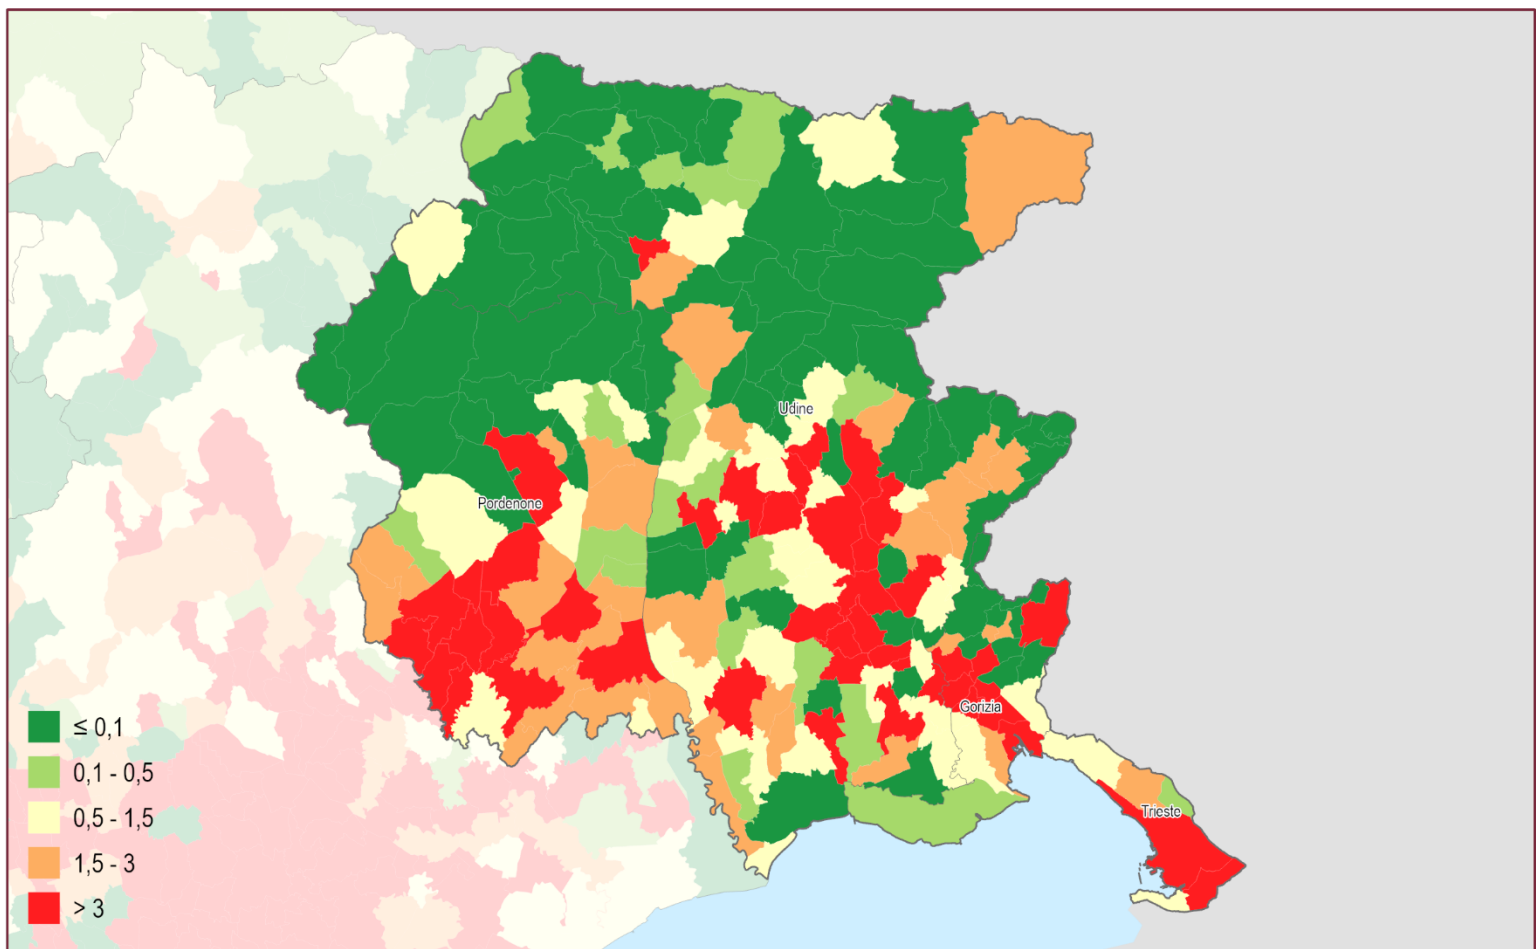 Udine
Pordenone
Gorizia
Trieste
≤ 0,1
0,1 - 0,5
0,5 - 1,5
1,5 - 3
> 3